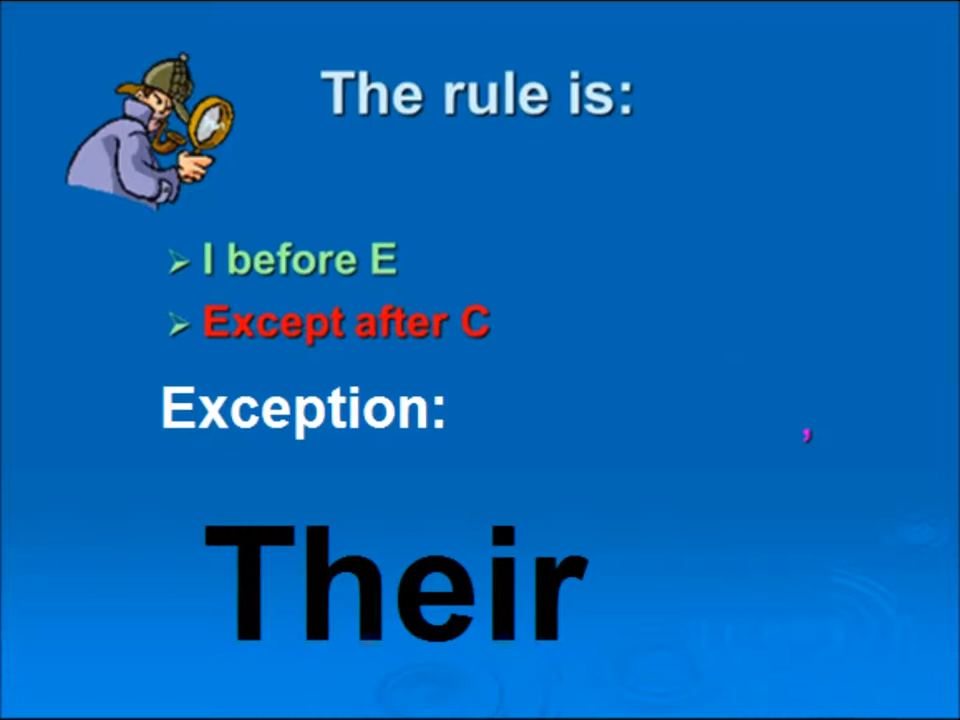 The rule is:
I before E
Except after C
Exception:
,
Their